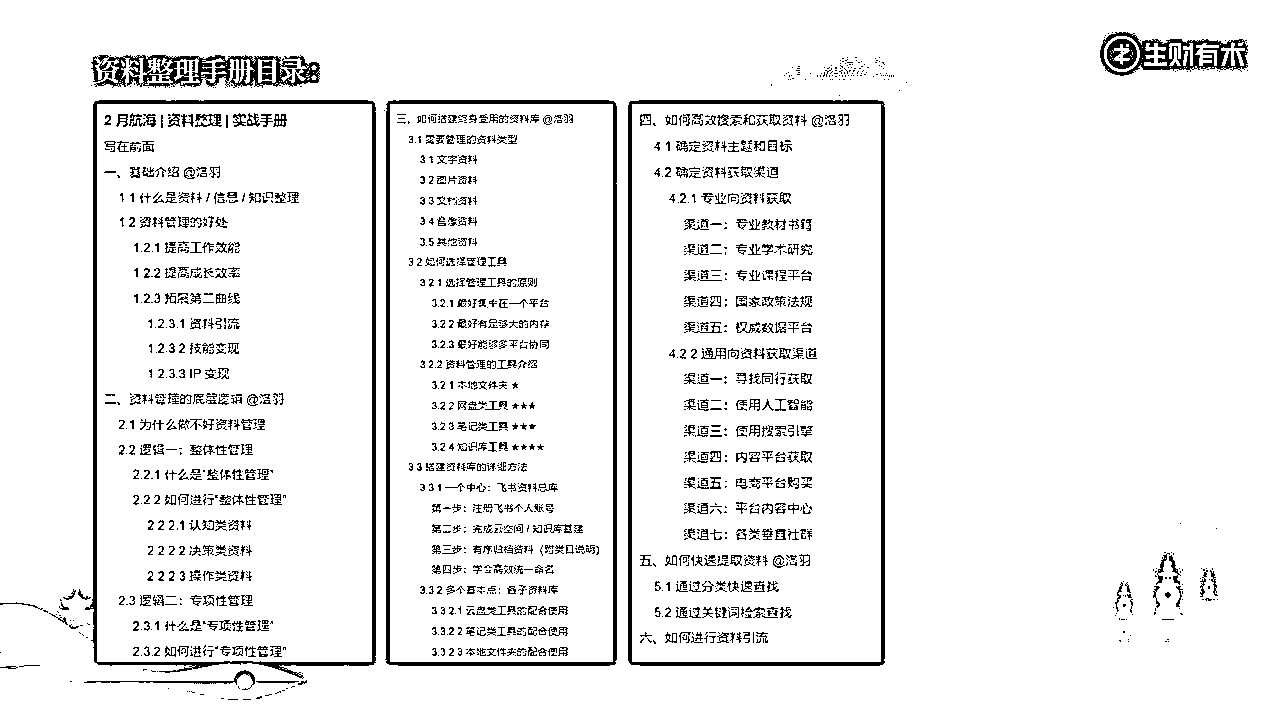 资料整理手册目录:
生财有术
2 月航海 | 资料整理 | 实战手册
写在前面
一、基础介绍 @洛羽
1.1 什么是资料 / 信息 / 知识整理
1.2 资料管理的好处
1.2.1 提高工作效能
1.2.2 提高成长效率
1.2.3 拓展第二曲线
1.2.3.1 资料引流
1.2.3.2 技能变现
1.2.3.3 IP 变现
二、资料管理的底层逻辑 @洛羽
2.1 为什么做不好资料管理
2.2 逻辑一：整体性管理
2.2.1 什么是“整体性管理”
2.2.2 如何进行“整体性管理”
2.2.2.1 认知类资料
2.2.2.2 决策类资料
2.2.2.3 操作类资料
2.3 逻辑二：专项性管理
2.3.1 什么是“专项性管理”
2.3.2 如何进行“专项性管理”
三、如何搭建终身受用的资料库 @洛羽
3.1 需要管理的资料类型
3.1 文字资料
3.2 图片资料
3.3 文档资料
3.4 音像资料
3.5 其他资料
3.2 如何选择管理工具
3.2.1 选择管理工具的原则
3.2.1 最好集中在一个平台
3.2.2 最好有足够大的内存
3.2.3 最好能够多平台协同
3.2.2 资料管理的工具介绍
3.2.1 本地文件夹 ★
3.2.2 网盘类工具 ★★★
3.2.3 笔记类工具 ★★★
3.2.4 知识库工具 ★★★★
3.3 搭建资料库的详细方法
3.3.1 一个中心：飞书资料总库
第一步：注册飞书个人账号
第二步：完成云空间 / 知识库基建
第三步：有序归档资料（附类目说明）
第四步：学会高效统一命名
3.3.2 多个基本点：各子资料库
3.3.2.1 云盘类工具的配合使用
3.3.2.2 笔记类工具的配合使用
3.3.2.3 本地文件夹的配合使用
四、如何高效搜索和获取资料 @洛羽
4.1 确定资料主题和目标
4.2 确定资料获取渠道
4.2.1 专业向资料获取
渠道一：专业教材书籍
渠道二：专业学术研究
渠道三：专业课程平台
渠道四：国家政策法规
渠道五：权威数据平台
4.2.2 通用向资料获取渠道
渠道一：寻找同行获取
渠道二：使用人工智能
渠道三：使用搜索引擎
渠道四：内容平台获取
渠道五：电商平台购买
渠道六：平台内容中心
渠道七：各类垂直社群
五、如何快速提取资料 @洛羽
5.1 通过分类快速查找
5.2 通过关键词检索查找
六、如何进行资料引流